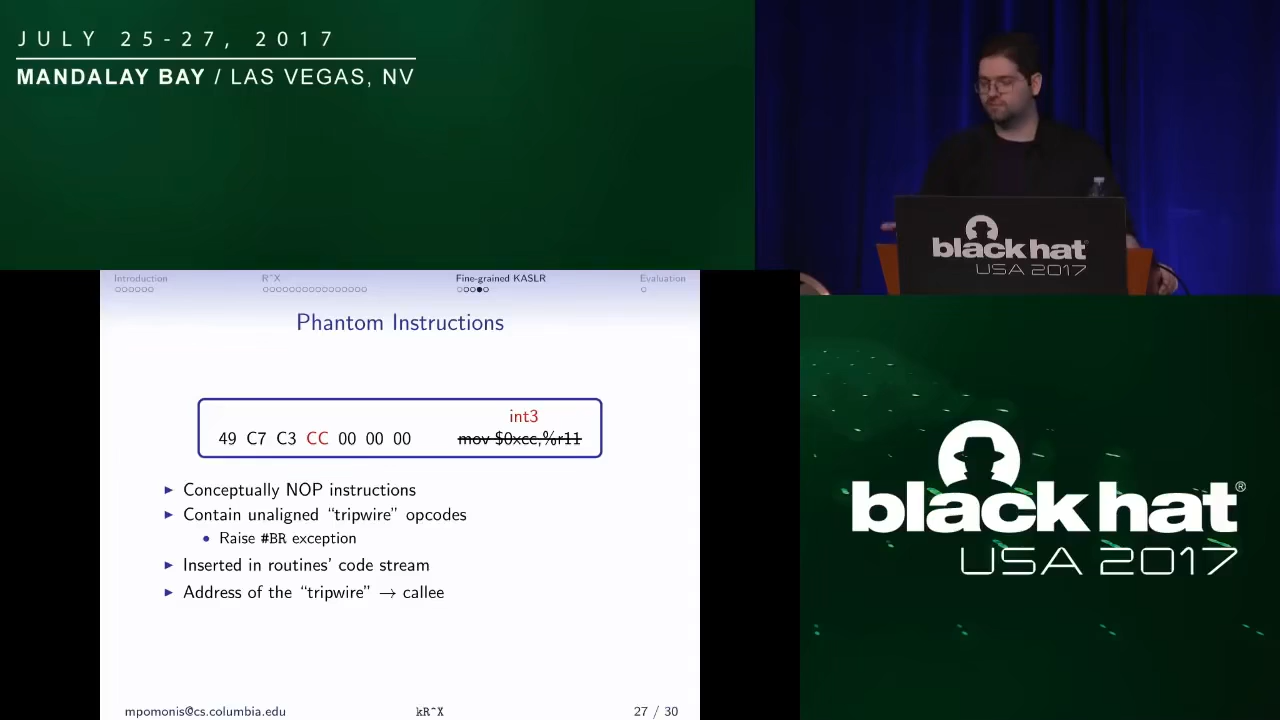 JULY 25-27, 2017
MANDALAY BAY / LAS VEGAS, NV
black hat
USA 2017
Introduction
R^X
Fine-grained KASLR
Evaluation
Phantom Instructions
int3
49 C7 C3 CC 00 00 00 mov $0xcc,%r11
Conceptually NOP instructions
Contain unaligned “tripwire” opcodes
Raise #BR exception
Inserted in routines’ code stream
Address of the “tripwire” → callee
mpomonis@cs.columbia.edu
kR^X
27 / 30
black hat®
USA 2017